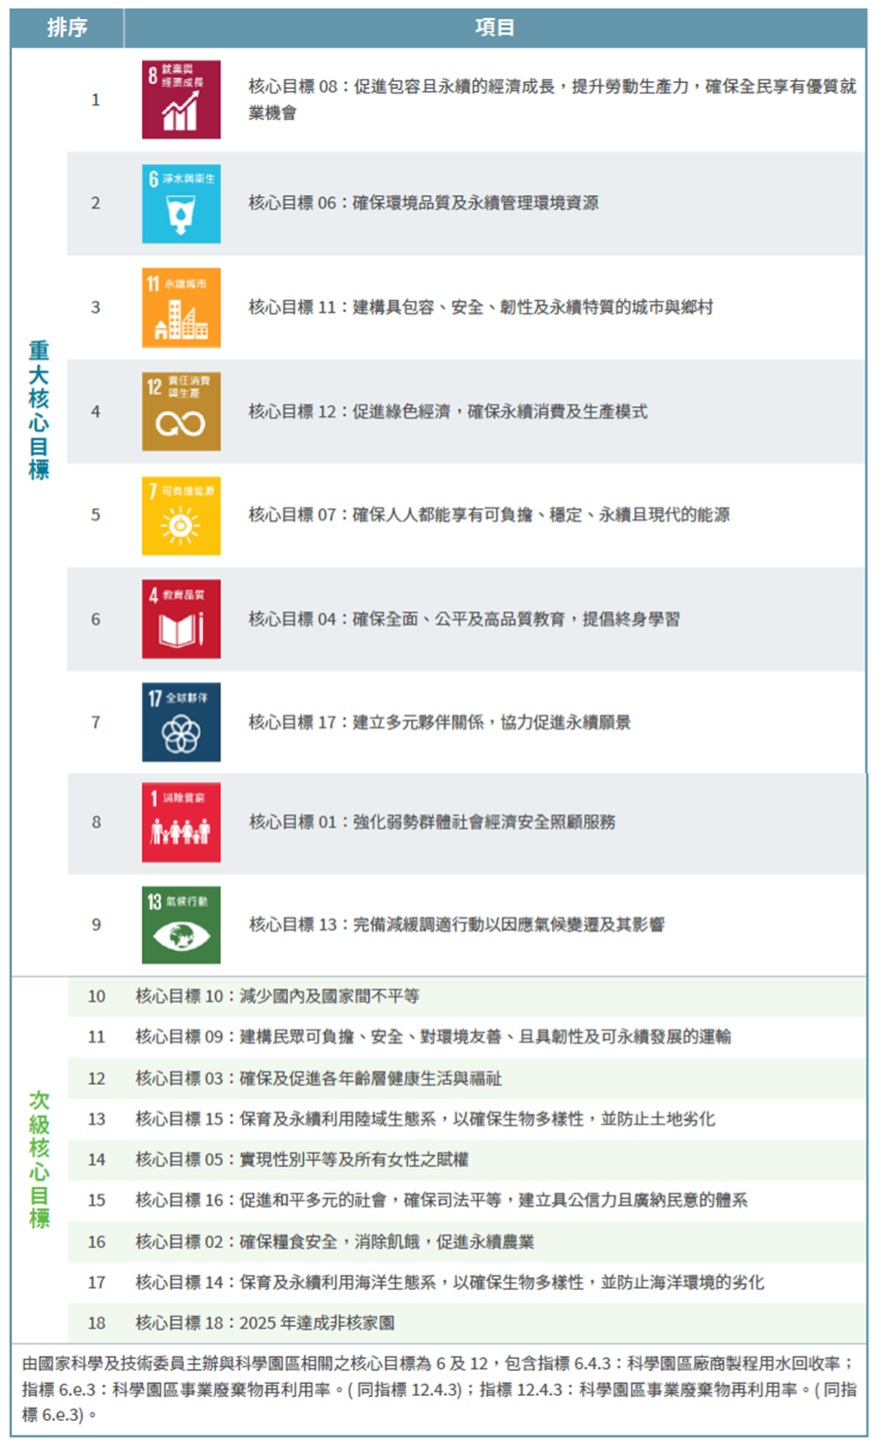 排序 項目
重大核心目標
1 8 就業與
經濟成長 核心目標 08：促進包容且永續的經濟成長，提升勞動生產力，確保全民享有優質就
業機會
2 6 淨水與衛生 核心目標 06：確保環境品質及永續管理環境資源
3 11 永續城市 核心目標 11：建構具包容、安全、韌性及永續特質的城市與鄉村
4 12 責任消費
與生產 核心目標 12：促進綠色經濟，確保永續消費及生產模式
5 7 可負擔能源 核心目標 07：確保人人都能享有可負擔、穩定、永續且現代的能源
6 4 教育品質 核心目標 04：確保全面、公平及高品質教育，提倡終身學習
7 17 全球夥伴 核心目標 17：建立多元夥伴關係，協力促進永續願景
8 1 消除貧窮 核心目標 01：強化弱勢群體社會經濟安全照顧服務
9 13 氣候行動 核心目標 13：完備減緩調適行動以因應氣候變遷及其影響
次級核心目標
10 核心目標 10：減少國內及國家間不平等
11 核心目標 09：建構民眾可負擔、安全、對環境友善、且具韌性及可永續發展的運輸
12 核心目標 03：確保及促進各年齡層健康生活與福祉
13 核心目標 15：保育及永續利用陸域生態系，以確保生物多樣性，並防止土地劣化
14 核心目標 05：實現性別平等及所有女性之賦權
15 核心目標 16：促進和平多元的社會，確保司法平等，建立具公信力且廣納民意的體系
16 核心目標 02：確保糧食安全，消除飢餓，促進永續農業
17 核心目標 14：保育及永續利用海洋生態系，以確保生物多樣性，並防止海洋環境的劣化
18 核心目標 18：2025 年達成非核家園
由國家科學及技術委員主辦與科學園區相關之核心目標為 6 及 12，包含指標 6.4.3：科學園區廠商製程用水回收率；
指標 6.e.3：科學園區事業廢棄物再利用率。( 同指標 12.4.3)；指標 12.4.3：科學園區事業廢棄物再利用率。( 同指
標 6.e.3)。